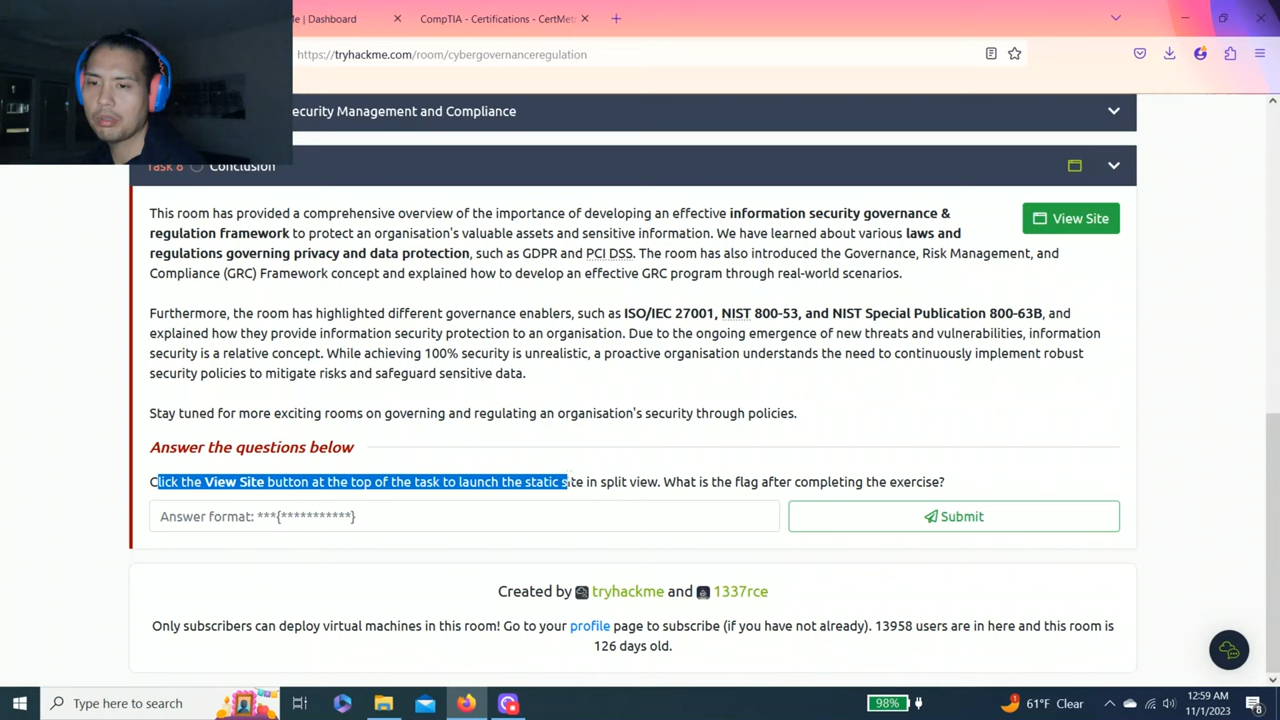 Me | Dashboard
CompTIA - Certifications - CertMet
https://tryhackme.com/room/cybergovernanceregulation
ecurity Management and Compliance
Task 8 Conclusion
This room has provided a comprehensive overview of the importance of developing an effective information security governance &
regulation framework to protect an organisation's valuable assets and sensitive information. We have learned about various laws and
regulations governing privacy and data protection, such as GDPR and PCI DSS. The room has also introduced the Governance, Risk Management, and
Compliance (GRC) Framework concept and explained how to develop an effective GRC program through real-world scenarios.
View Site
Furthermore, the room has highlighted different governance enablers, such as ISO/IEC 27001, NIST 800-53, and NIST Special Publication 800-63B, and
explained how they provide information security protection to an organisation. Due to the ongoing emergence of new threats and vulnerabilities, information
security is a relative concept. While achieving 100% security is unrealistic, a proactive organisation understands the need to continuously implement robust
security policies to mitigate risks and safeguard sensitive data.
Stay tuned for more exciting rooms on governing and regulating an organisation's security through policies.
Answer the questions below
Click the View Site button at the top of the task to launch the static site in split view. What is the flag after completing the exercise?
Answer format: ***{***********}
Submit
Created by tryhackme and 1337rce
Only subscribers can deploy virtual machines in this room! Go to your profile page to subscribe (if you have not already). 13958 users are in here and this room is
126 days old.
Type here to search
98%
1
61°F Clear
12:59 AM
11/1/2023
8